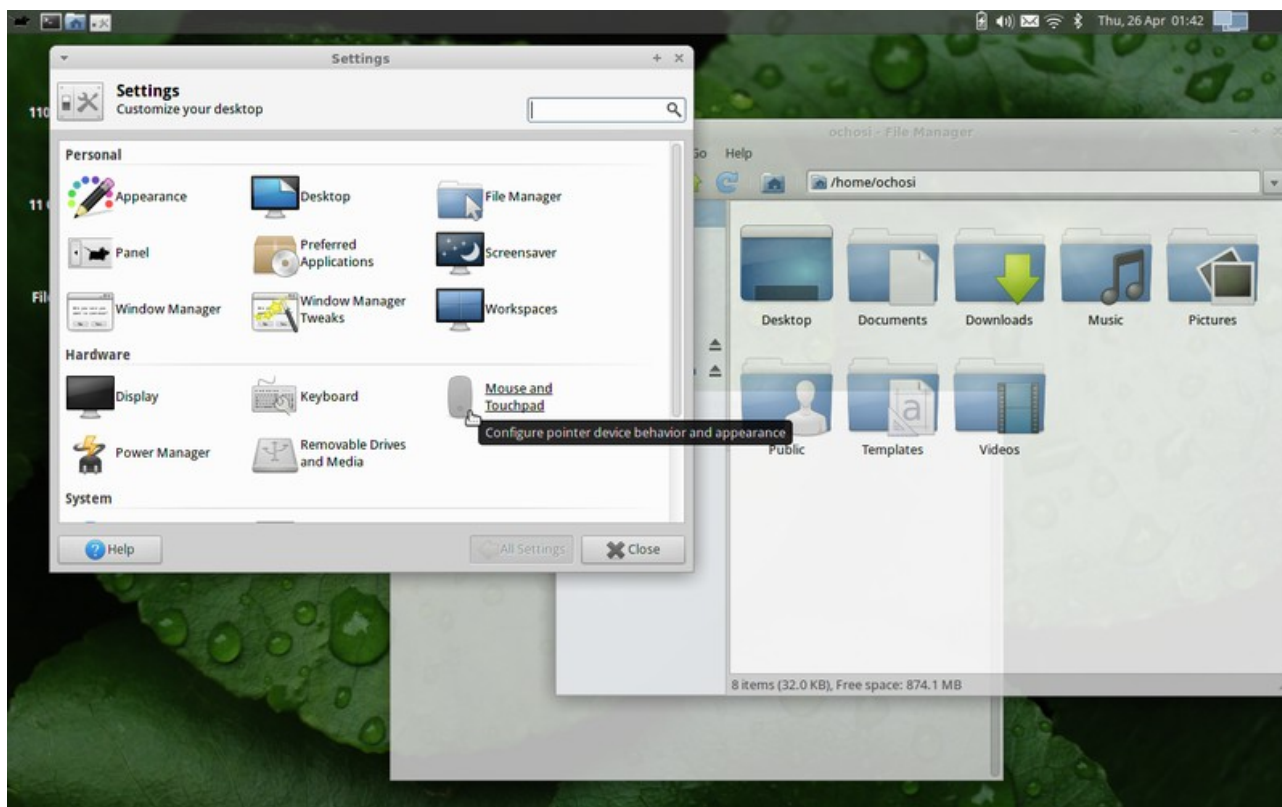 Thu, 26 Apr 01:42
Settings
Settings
Customize your desktop
110
11
File
Personal
Appearance
Desktop
File Manager
Panel
Preferred
Applications
Screensaver
Window Manager
Window Manager
Tweaks
Workspaces
Hardware
Display
Keyboard
Mouse and
Touchpad
Configure pointer device behavior and appearance
Power Manager
Removable Drives
and Media
System
Help
All Settings
Close
ochosi - File Manager
Go Help
/home/ochosi
Desktop
Documents
Downloads
Music
Pictures
Public
Templates
Videos
8 items (32.0 KB), Free space: 874.1 MB